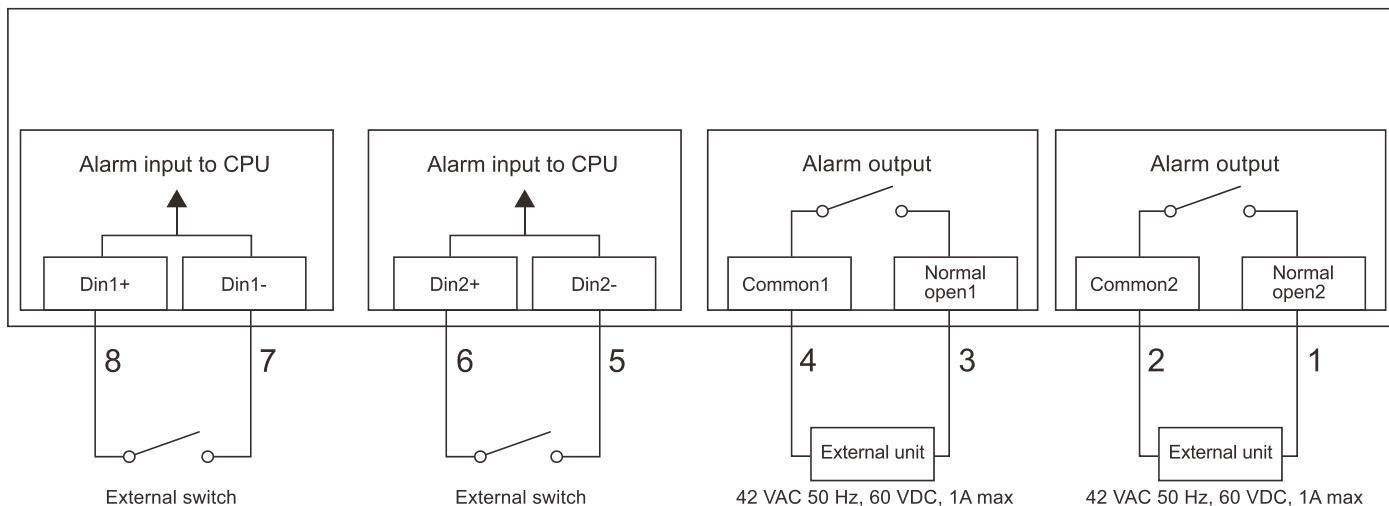 Alarm input to CPU
Alarm input to CPU
Alarm output
Alarm output
Din1+
Din1-
Din2+
Din2-
Common1
Normal
open1
Common2
Normal
open2
8
7
6
5
4
3
2
1
External unit
External unit
External switch
External switch
42 VAC 50 Hz, 60 VDC, 1A max
42 VAC 50 Hz, 60 VDC, 1A max